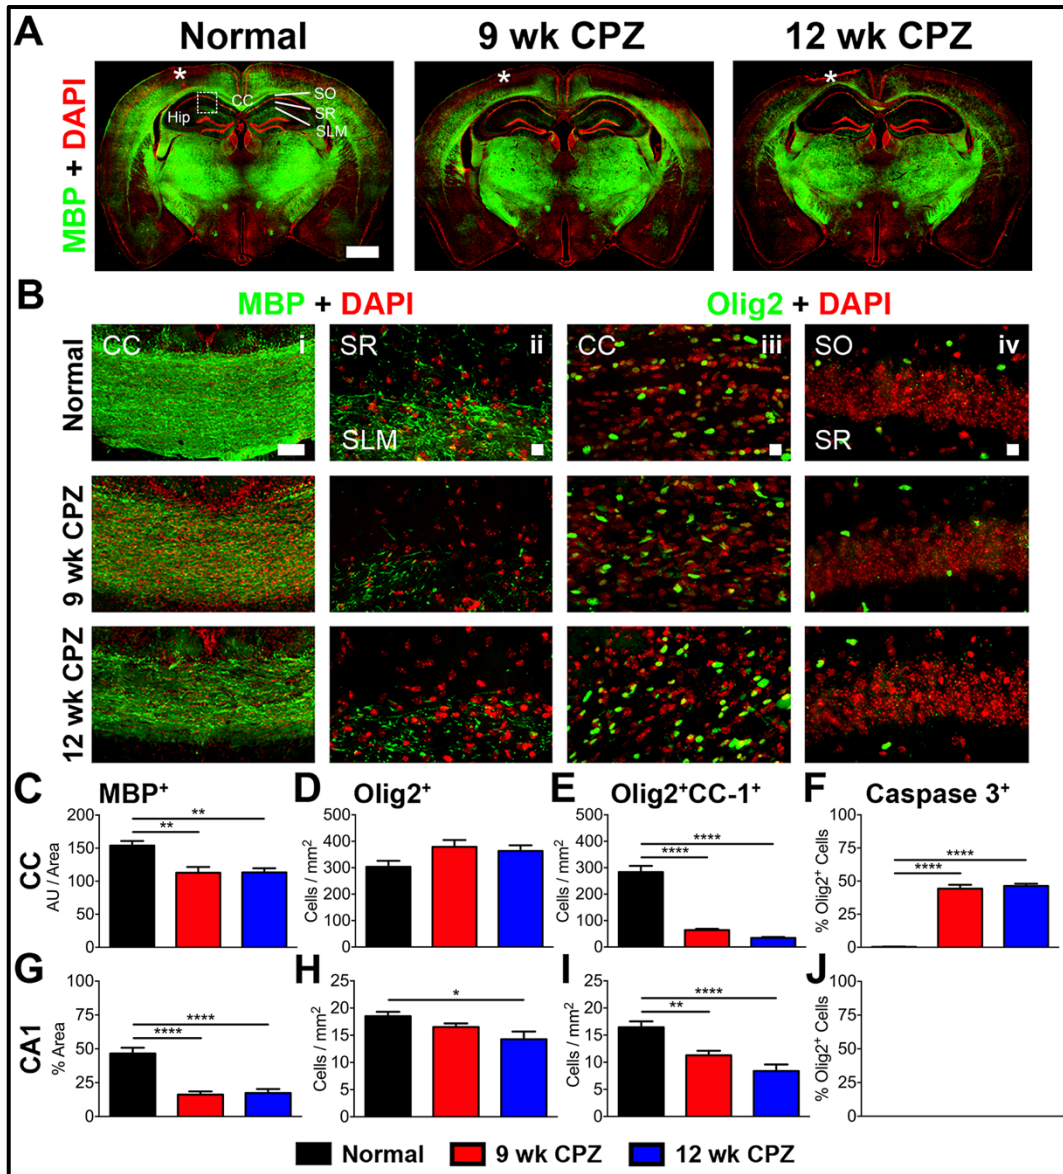 A
Normal
9 wk CPZ
12 wk CPZ
MBP + DAPI
*
CC
SO
SR
SLM
Hip
*
*
B
MBP + DAPI
Olig2 + DAPI
Normal
CC
i
SR
ii
SLM
CC
iii
SO
iv
SR
9 wk CPZ
12 wk CPZ
C
MBP⁺
D
Olig2⁺
E
Olig2⁺CC-1⁺
F
Caspase 3⁺
CC
AU / Area
200
150
100
50
0
**
**
Cells / mm²
500
400
300
200
100
0
Cells / mm²
500
400
300
200
100
0
****
****
% Olig2⁺ Cells
100
75
50
25
0
****
****
G
H
I
J
CA1
% Area
100
75
50
25
0
****
****
Cells / mm²
25
20
15
10
5
0
*
Cells / mm²
25
20
15
10
5
0
****
**
% Olig2⁺ Cells
100
75
50
25
0
Normal
9 wk CPZ
12 wk CPZ